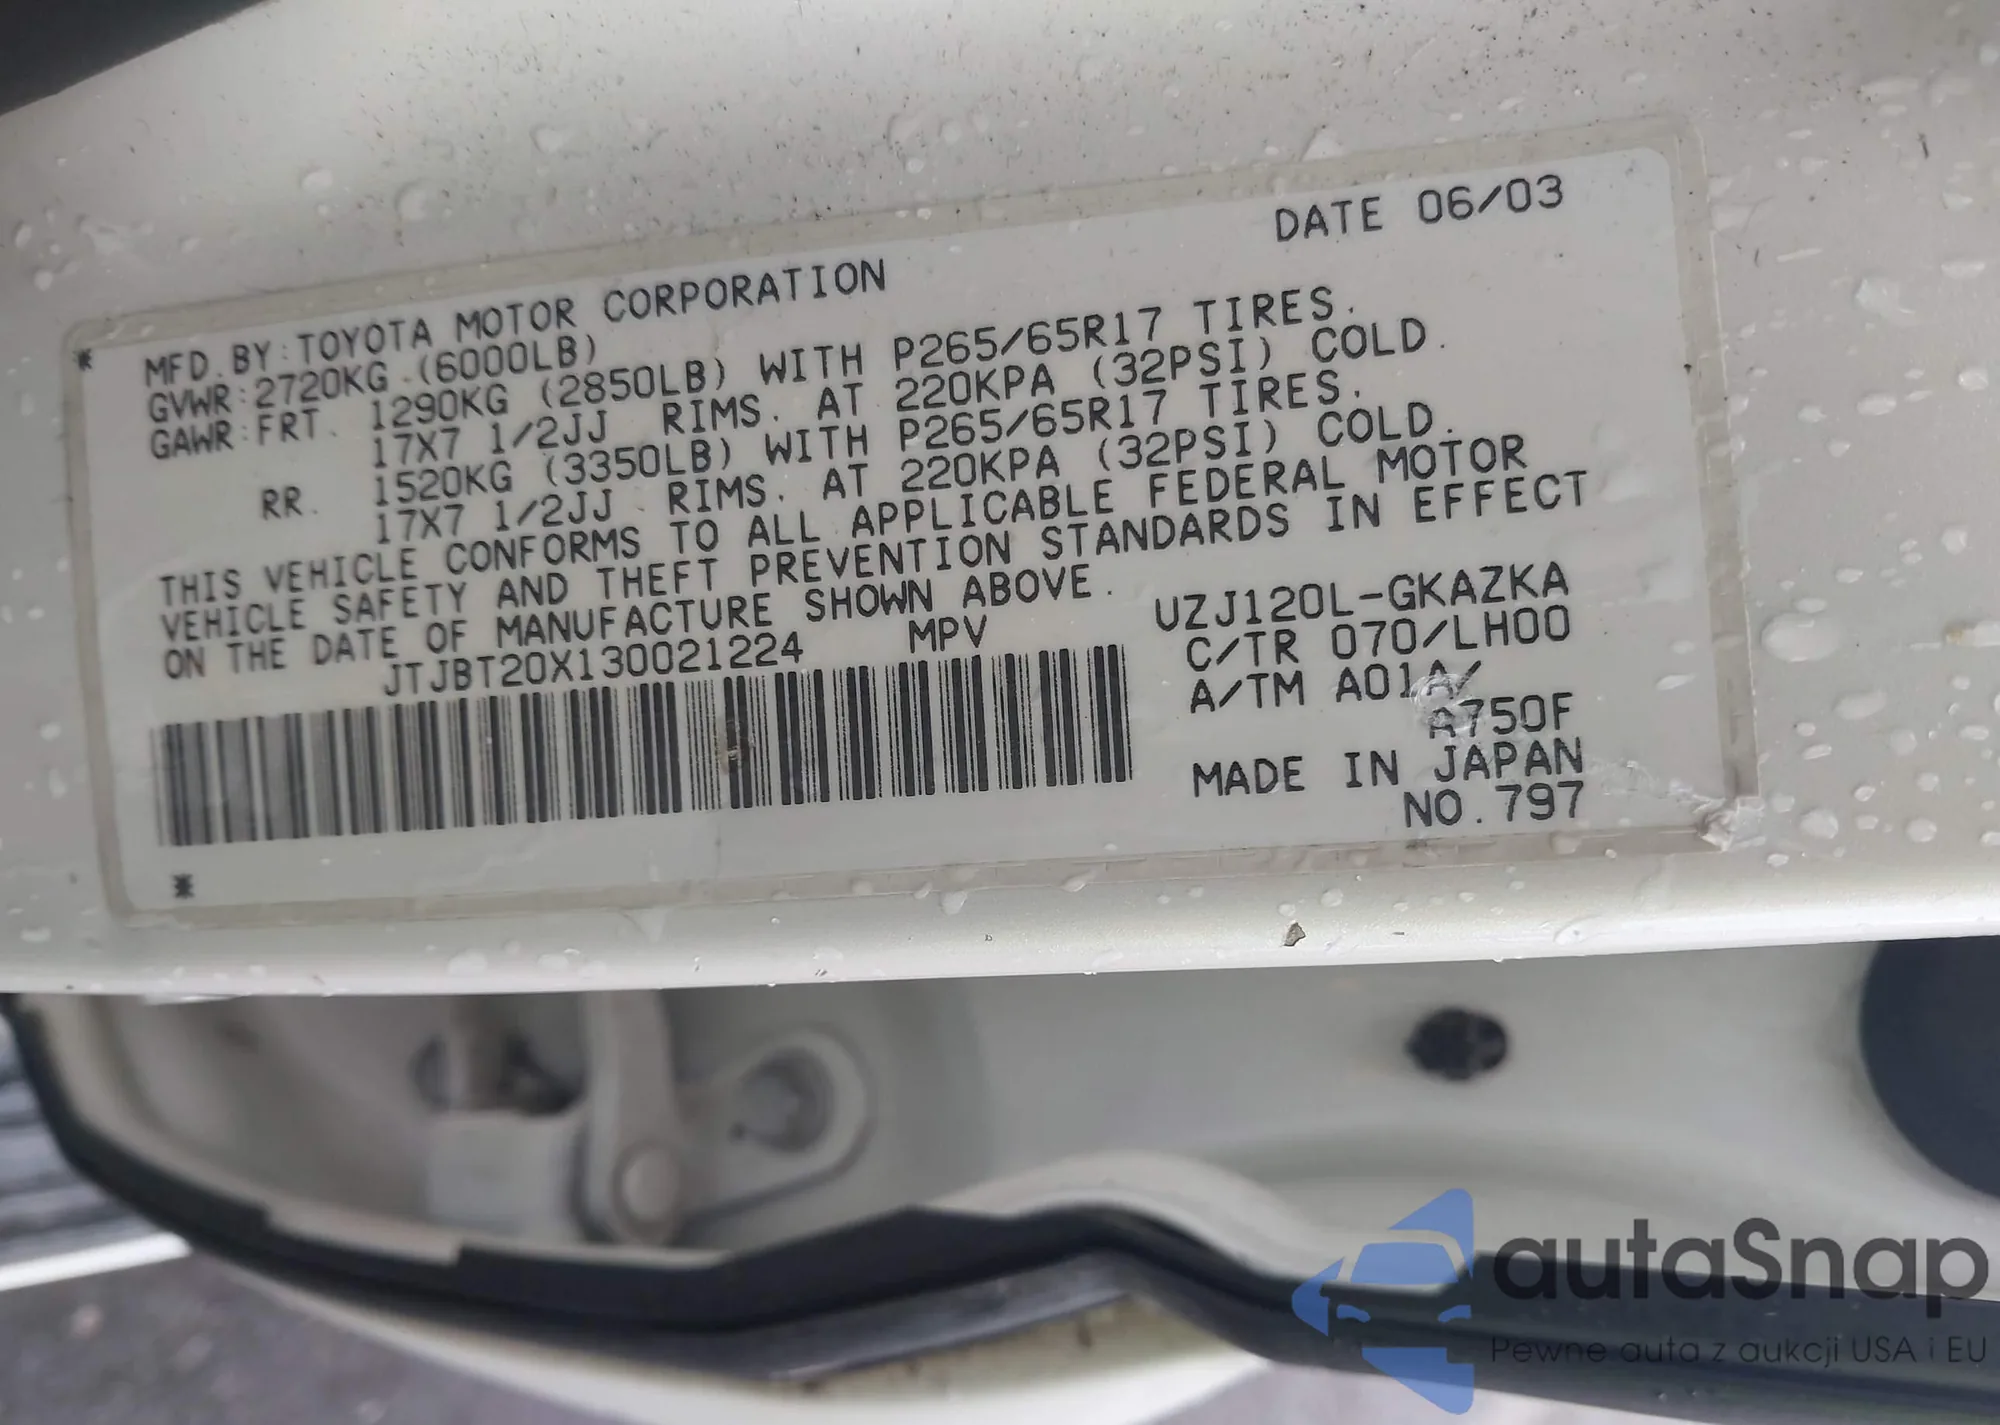 DATE 06/03
* MFD.BY:TOYOTA MOTOR CORPORATION
GVWR:2720KG (6000LB)
GAWR:FRT. 1290KG (2850LB) WITH P265/65R17 TIRES.
17X7 1/2JJ RIMS. AT 220KPA (32PSI) COLD.
RR. 1520KG (3350LB) WITH P265/65R17 TIRES.
17X7 1/2JJ RIMS. AT 220KPA (32PSI) COLD.
THIS VEHICLE CONFORMS TO ALL APPLICABLE FEDERAL MOTOR
VEHICLE SAFETY AND THEFT PREVENTION STANDARDS IN EFFECT
ON THE DATE OF MANUFACTURE SHOWN ABOVE.
JTJBT20X130021224 MPV
UZJ120L-GKAZKA
C/TR 070/LH00
A/TM A01A/
A750F
MADE IN JAPAN
NO.797
*
autaSnap
Pewne auta z aukcji USA i EU